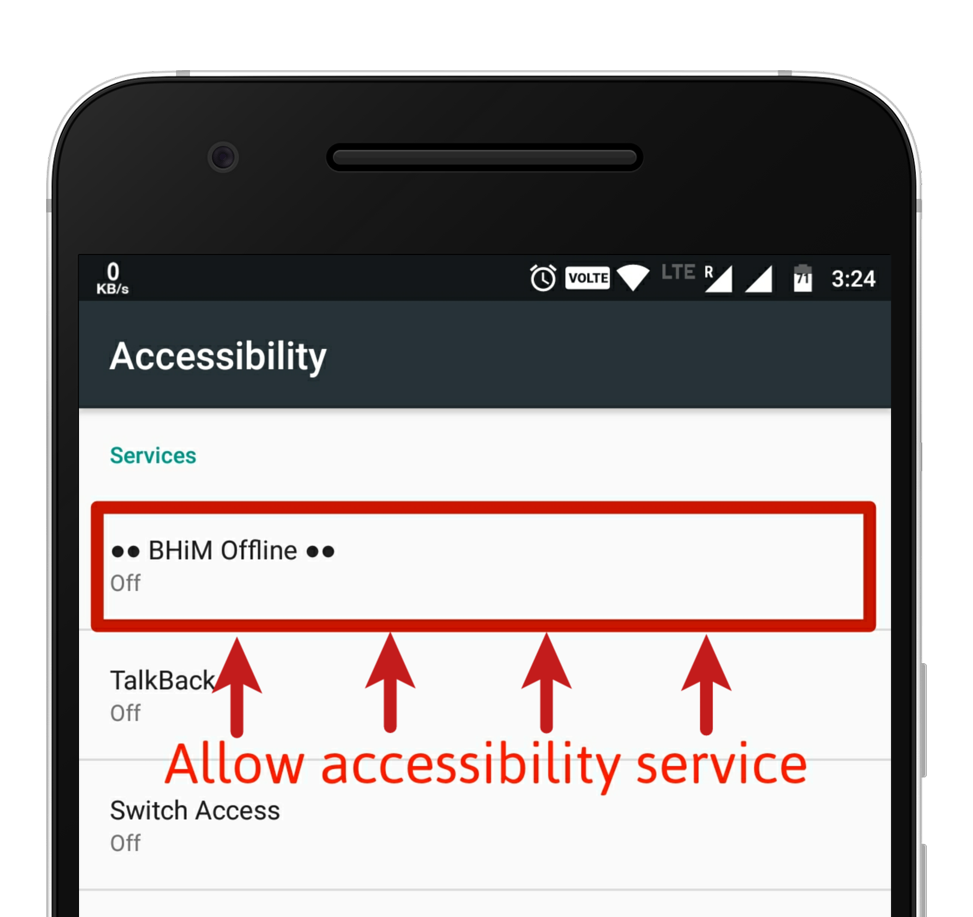 0
KB/s
VOLTE LTE R 71 3:24
Accessibility
Services
●● BHiM Offline ●●
Off
TalkBack
Off
Allow accessibility service
Switch Access
Off